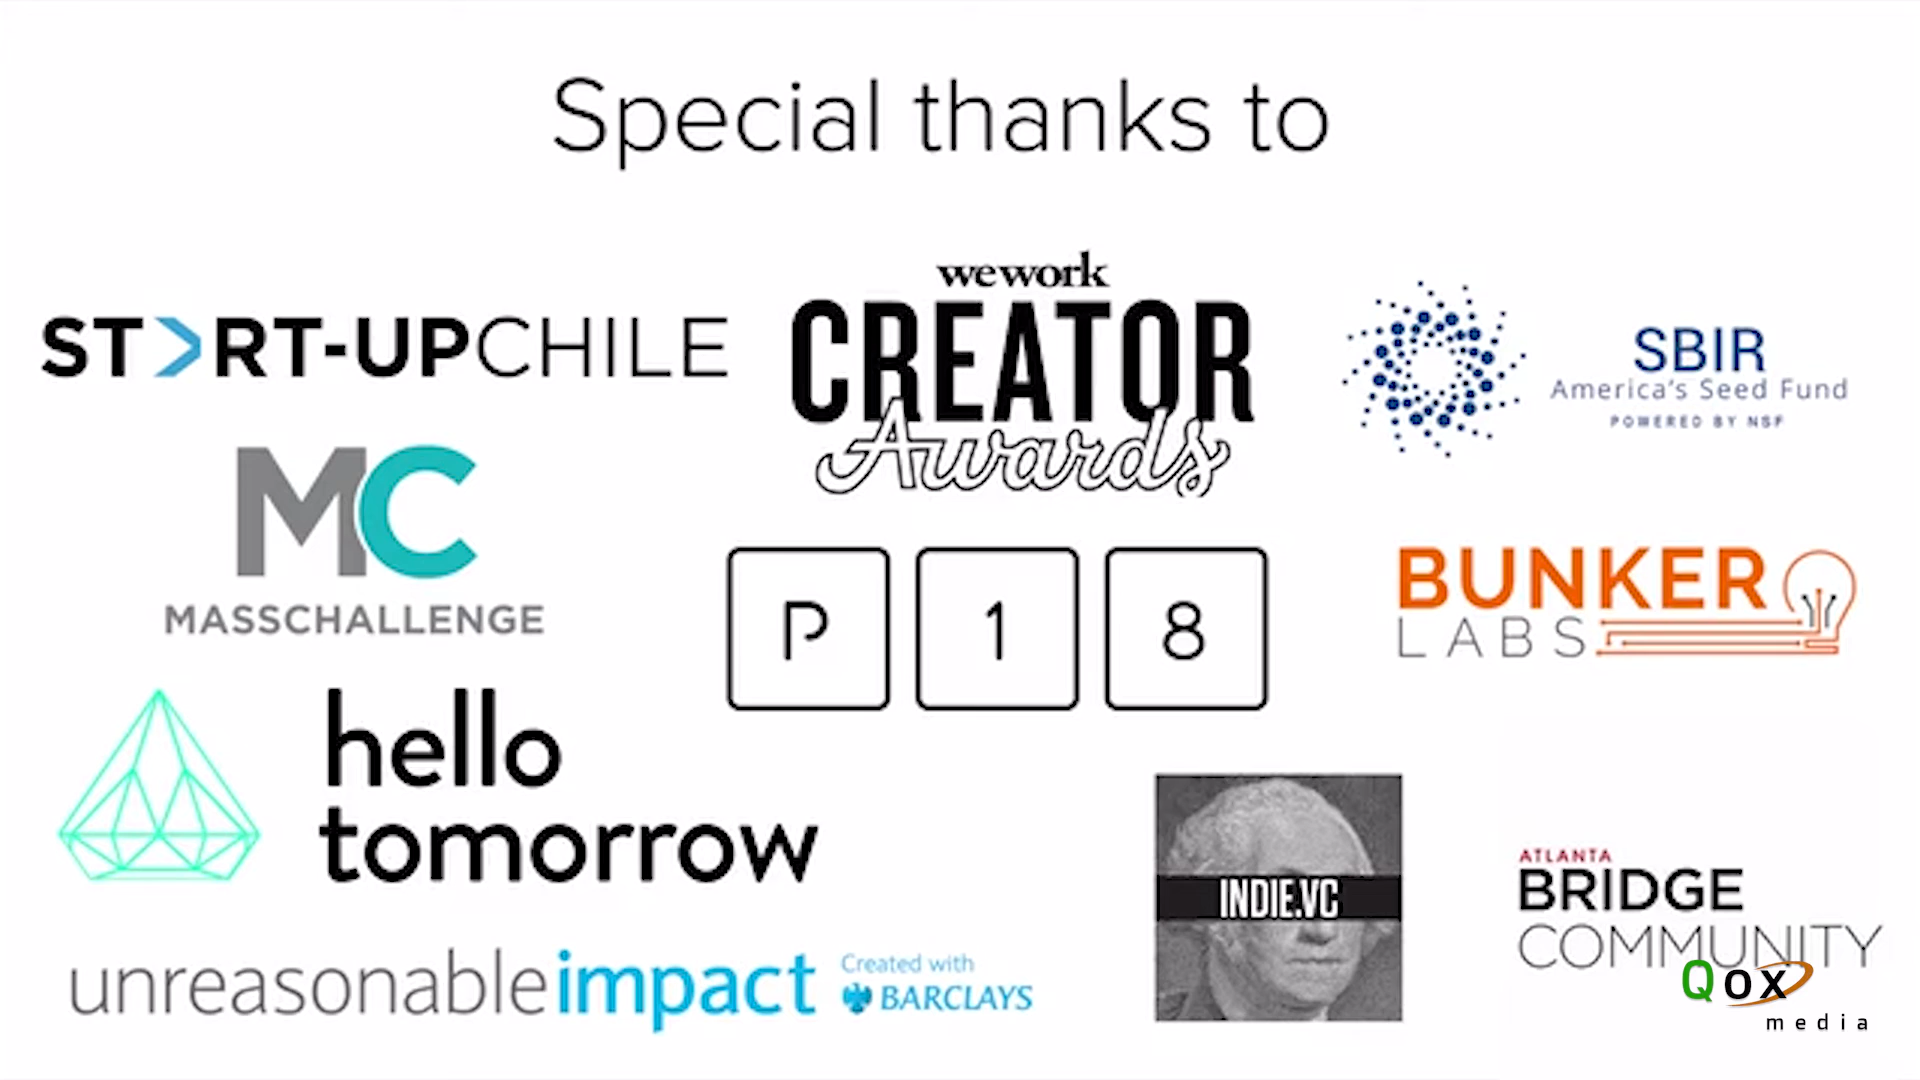 Special thanks to
ST>RT-UPCHILE
wework
CREATOR
Awards
SBIR
America's Seed Fund
POWERED BY NSF
MC
MASSCHALLENGE
P 1 8
BUNKER
LABS
hello
tomorrow
INDIE.VC
ATLANTA
BRIDGE
COMMUNITY
unreasonableimpact
Created with
BARCLAYS
Qox
media